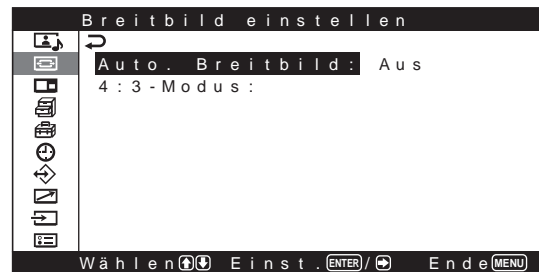 Breitbild einstellen
Auto. Breitbild: Aus
4:3-Modus:
Wählen Einst. ENTER / Ende MENU